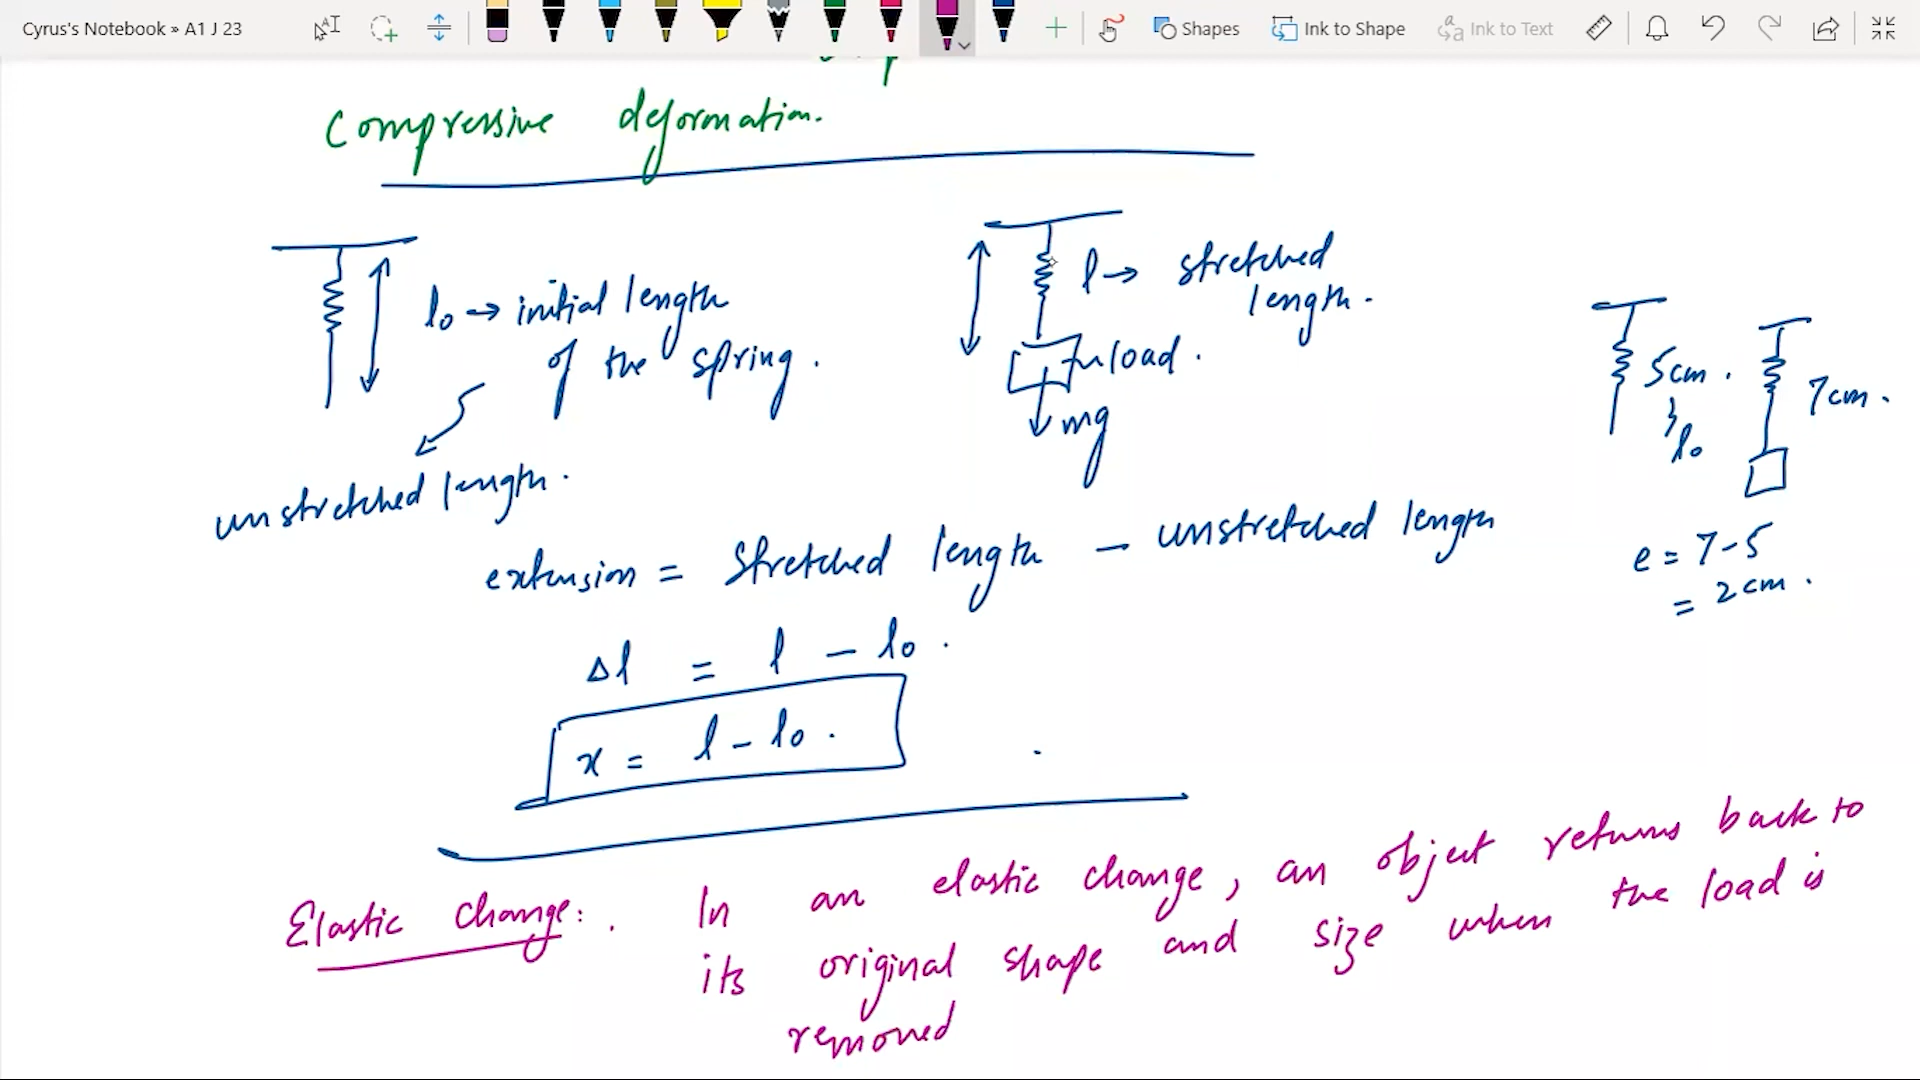 Cyrus's Notebook » A1 J 23
Shapes
Ink to Shape
Ink to Text
compressive deformation.
l₀ → initial length
of the spring.
unstretched length.
l → stretched
length.
load.
mg
5cm.
l₀
7cm.
e = 7-5
= 2cm.
extension = Stretched length - unstretched length
Δl = l - l₀.
x = l - l₀.
Elastic change:. In an elastic change, an object returns back to
its original shape and size when the load is
removed